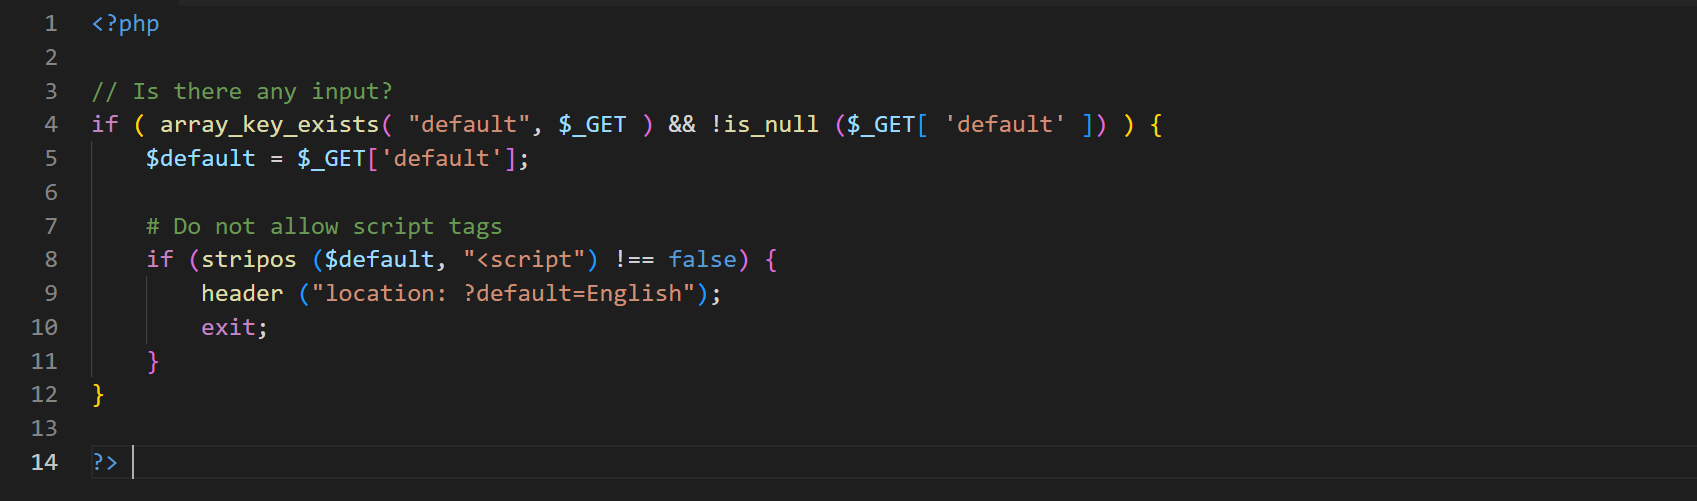 1 <?php
2
3 // Is there any input?
4 if ( array_key_exists( "default", $_GET ) && !is_null ($_GET[ 'default' ]) ) {
5     $default = $_GET['default'];
6
7     # Do not allow script tags
8     if (stripos ($default, "<script") !== false) {
9         header ("location: ?default=English");
10         exit;
11     }
12 }
13
14 ?>